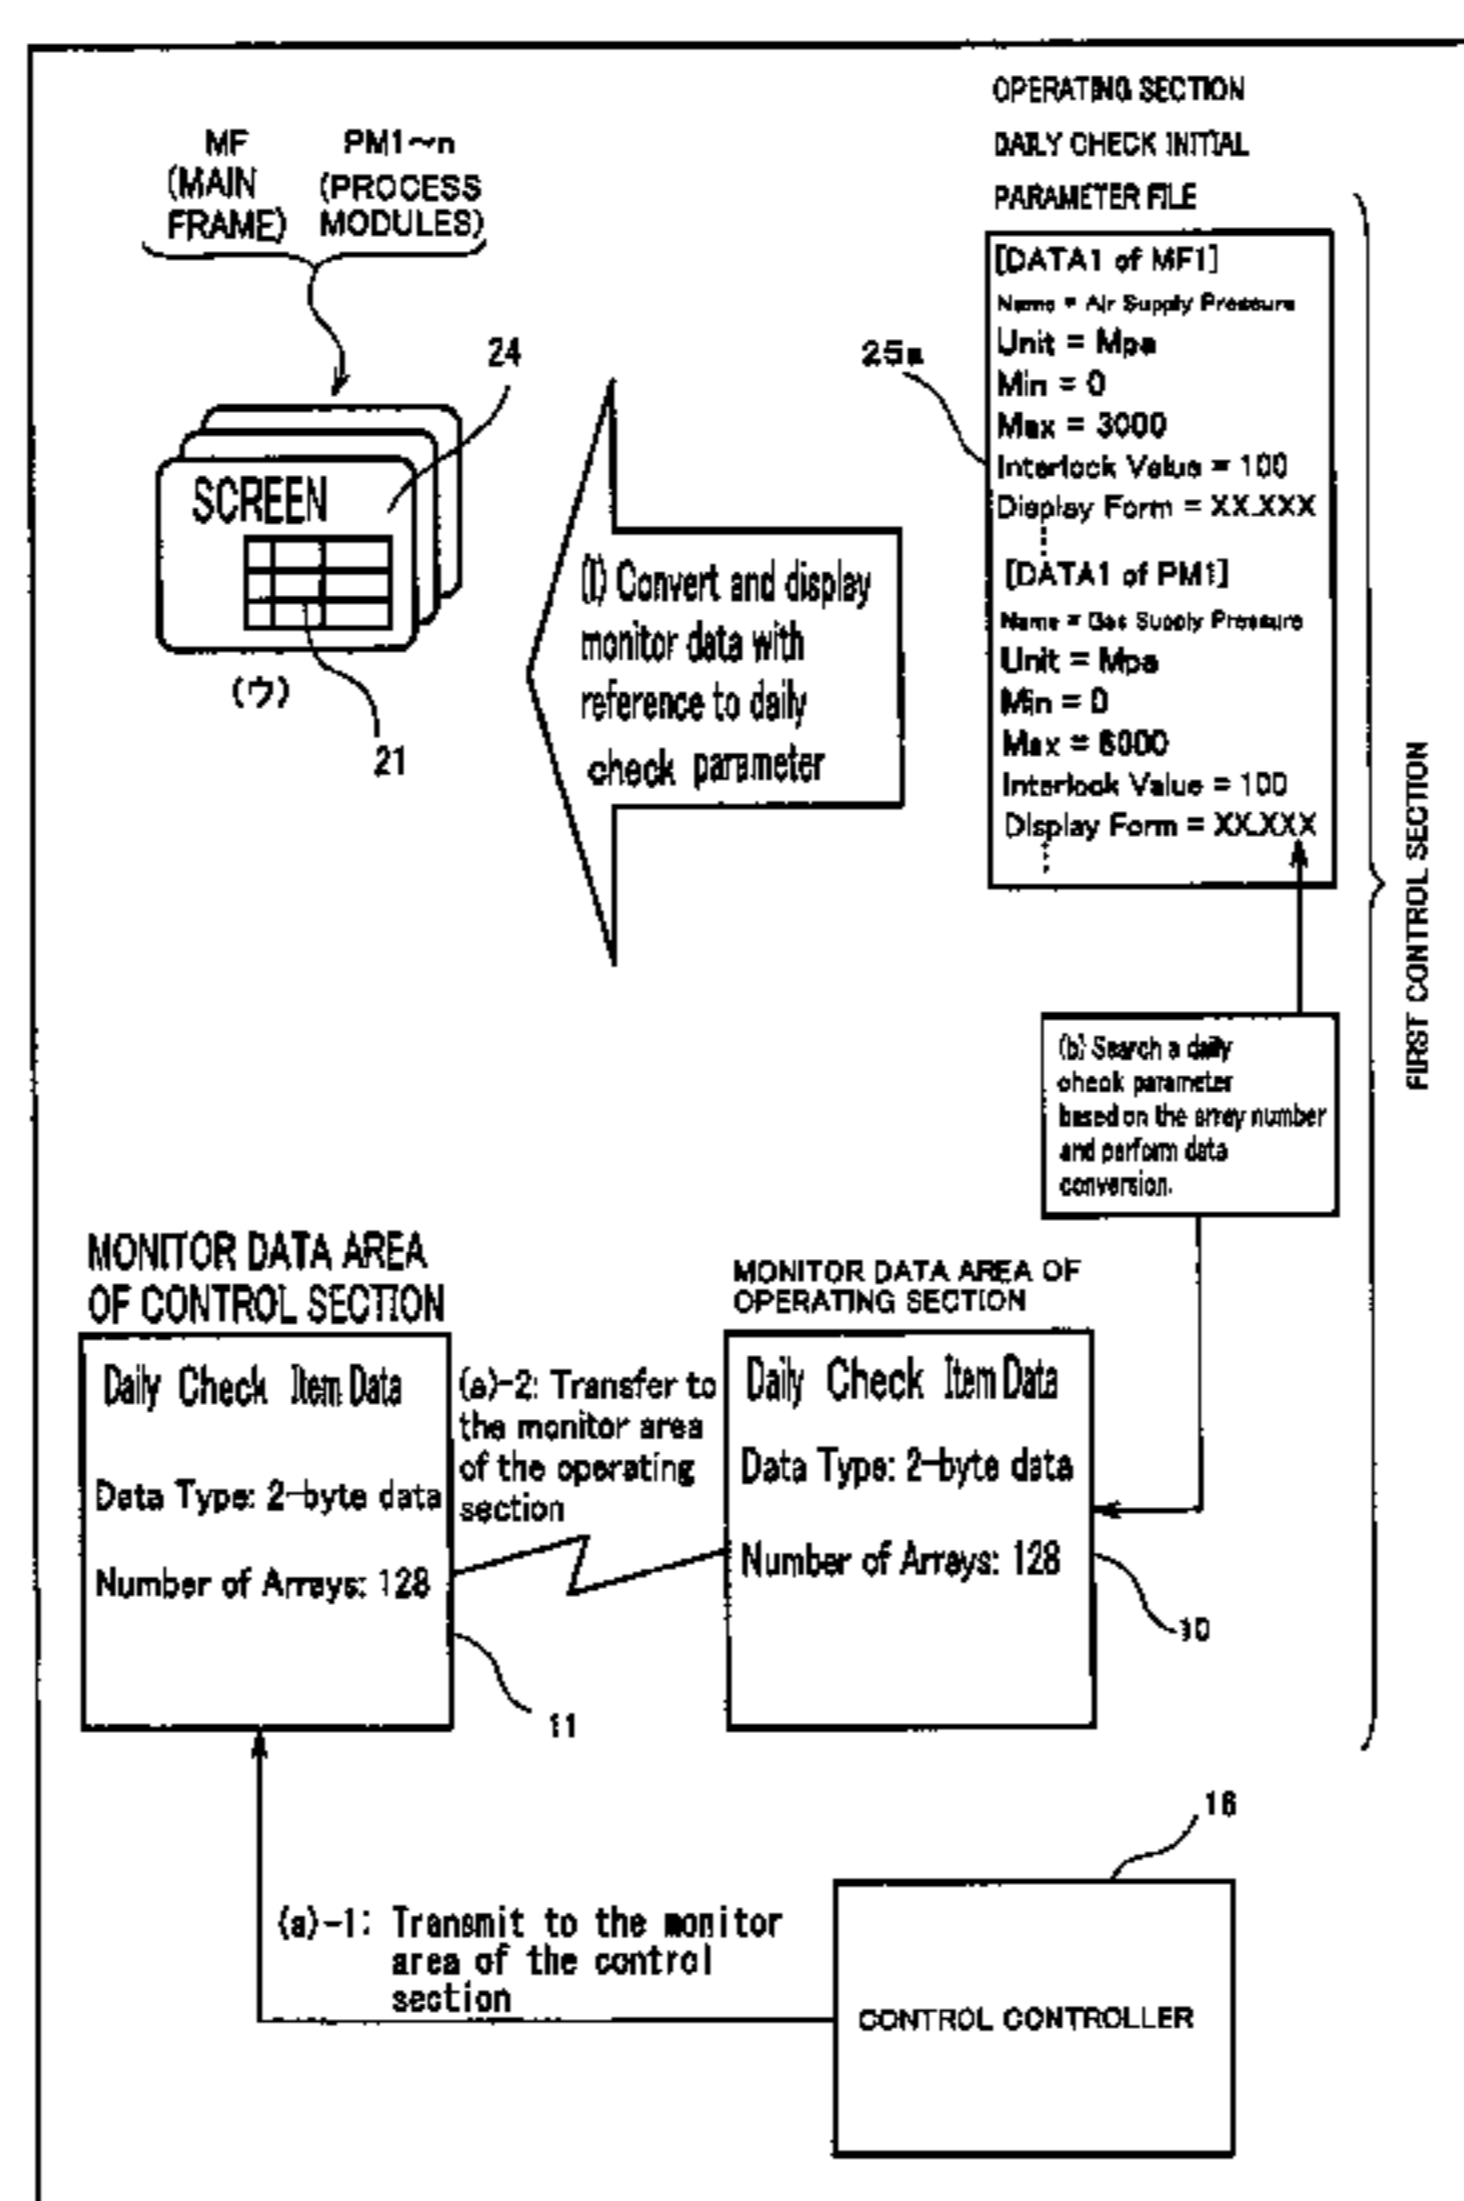 OPERATING SECTION
DAILY CHECK INITIAL
PARAMETER FILE
MF
(MAIN
FRAME)
PM1~n
(PROCESS
MODULES)
24
SCREEN
(ウ)
21
(I) Convert and display
monitor data with
reference to daily
check parameter
25a
[DATA1 of MF1]
Name = Air Supply Pressure
Unit = Mpa
Min = 0
Max = 3000
Interlock Value = 100
Display Form = XX.XXX
[DATA1 of PM1]
Name = Gas Supply Pressure
Unit = Mpa
Min = 0
Max = 6000
Interlock Value = 100
Display Form = XX.XXX
FIRST CONTROL SECTION
(b) Search a daily
check parameter
based on the array number
and perform data
conversion.
MONITOR DATA AREA
OF CONTROL SECTION
Daily Check Item Data
Data Type: 2-byte data
Number of Arrays: 128
11
(a)-2: Transfer to
the monitor area
of the operating
section
MONITOR DATA AREA OF
OPERATING SECTION
Daily Check Item Data
Data Type: 2-byte data
Number of Arrays: 128
10
16
(a)-1: Transmit to the monitor
area of the control
section
CONTROL CONTROLLER